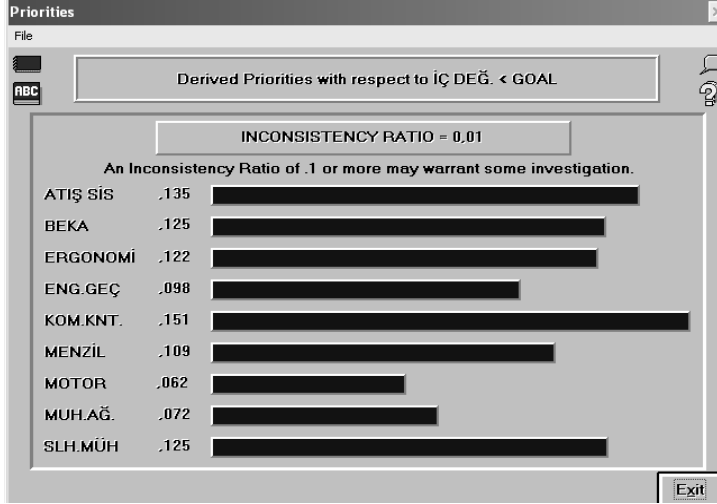 Priorities
File
ABC
Derived Priorities with respect to İÇ DEĞ. < GOAL
INCONSISTENCY RATIO = 0,01
An Inconsistency Ratio of .1 or more may warrant some investigation.
ATIŞ SİS ,135
BEKA ,125
ERGONOMİ ,122
ENG.GEÇ ,098
KOM.KNT. ,151
MENZİL ,109
MOTOR ,062
MUH.AĞ. ,072
SLH.MÜH ,125
Exit